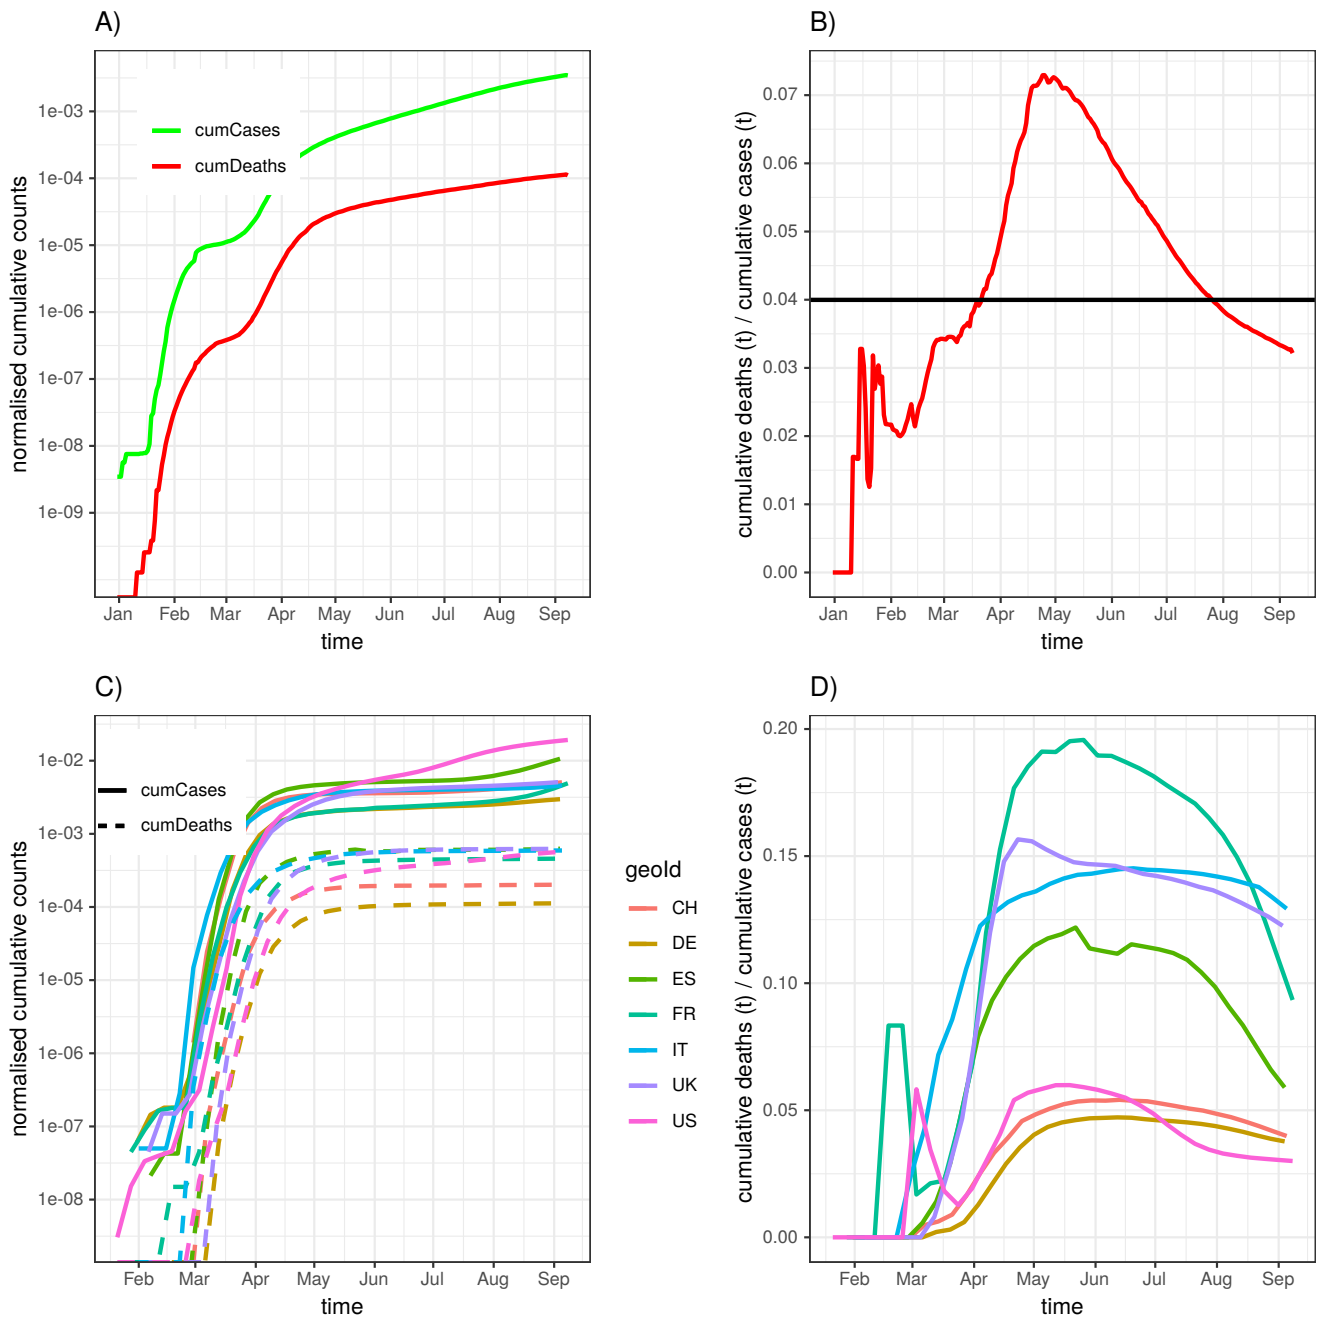 A)
normalised cumulative counts
1e-03
1e-04
1e-05
1e-06
1e-07
1e-08
1e-09
cumCases
cumDeaths
Jan Feb Mar Apr May Jun Jul Aug Sep
time
B)
cumulative deaths (t) / cumulative cases (t)
0.07
0.06
0.05
0.04
0.03
0.02
0.01
0.00
Jan Feb Mar Apr May Jun Jul Aug Sep
time
C)
normalised cumulative counts
1e-02
1e-03
1e-04
1e-05
1e-06
1e-07
1e-08
cumCases
cumDeaths
Feb Mar Apr May Jun Jul Aug Sep
time
geoId
CH
DE
ES
FR
IT
UK
US
D)
cumulative deaths (t) / cumulative cases (t)
0.20
0.15
0.10
0.05
0.00
Feb Mar Apr May Jun Jul Aug Sep
time